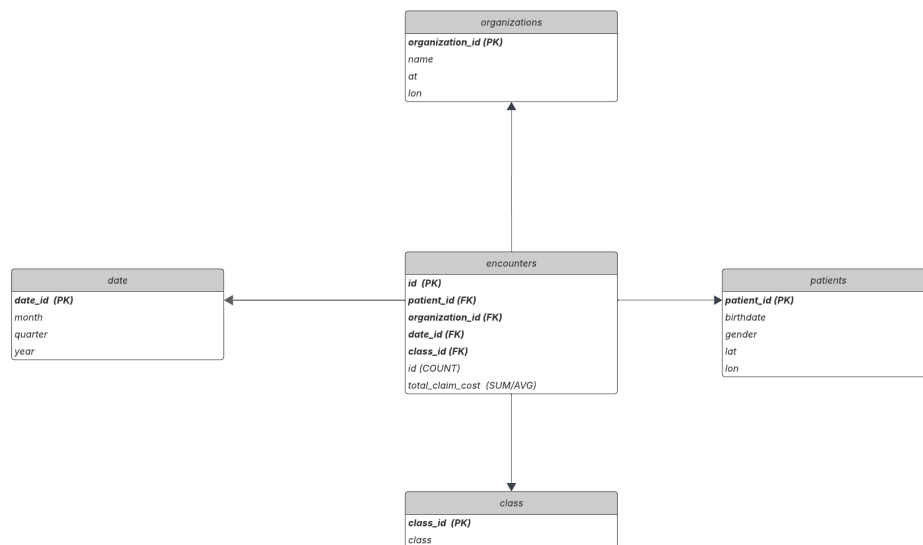 organizations
organization_id (PK)
name
at
lon
encounters
id (PK)
patient_id (FK)
organization_id (FK)
date_id (FK)
class_id (FK)
id (COUNT)
total_claim_cost (SUM/AVG)
date
date_id (PK)
month
quarter
year
patients
patient_id (PK)
birthdate
gender
lat
lon
class
class_id (PK)
class